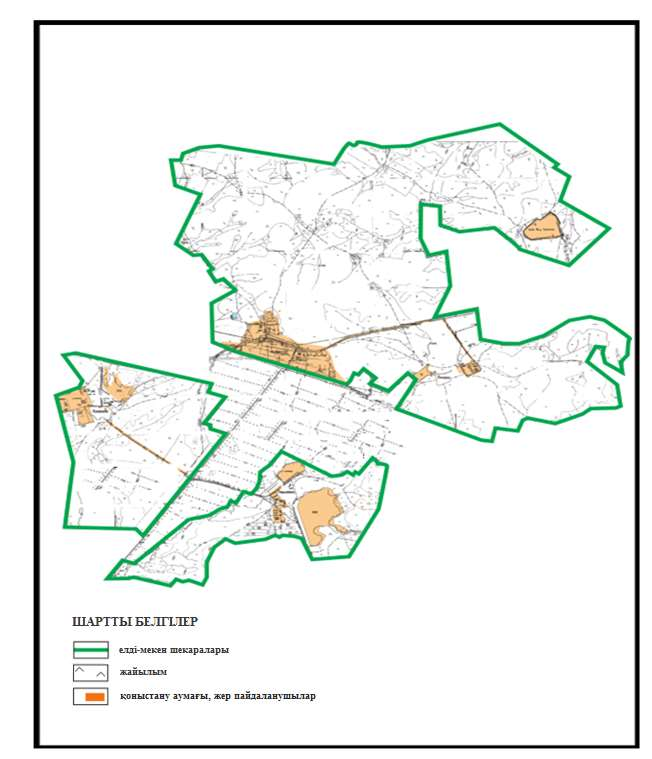 ШАРТТЫ БЕЛГІЛЕР
елді-мекен шекаралары
жайылым
қоныстану аумағы, жер пайдаланушылар